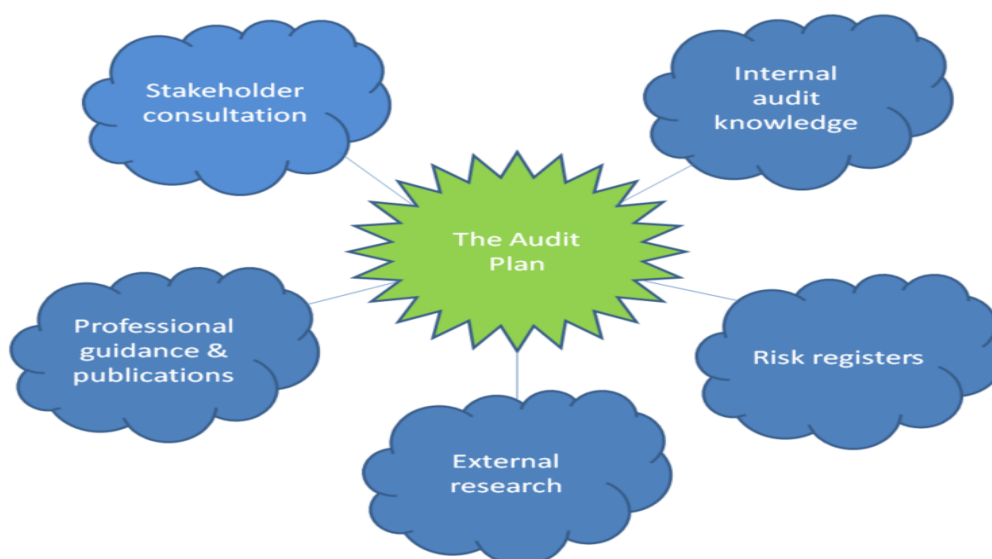 Stakeholder
consultation
Internal
audit
knowledge
The Audit
Plan
Professional
guidance &
publications
Risk registers
External
research